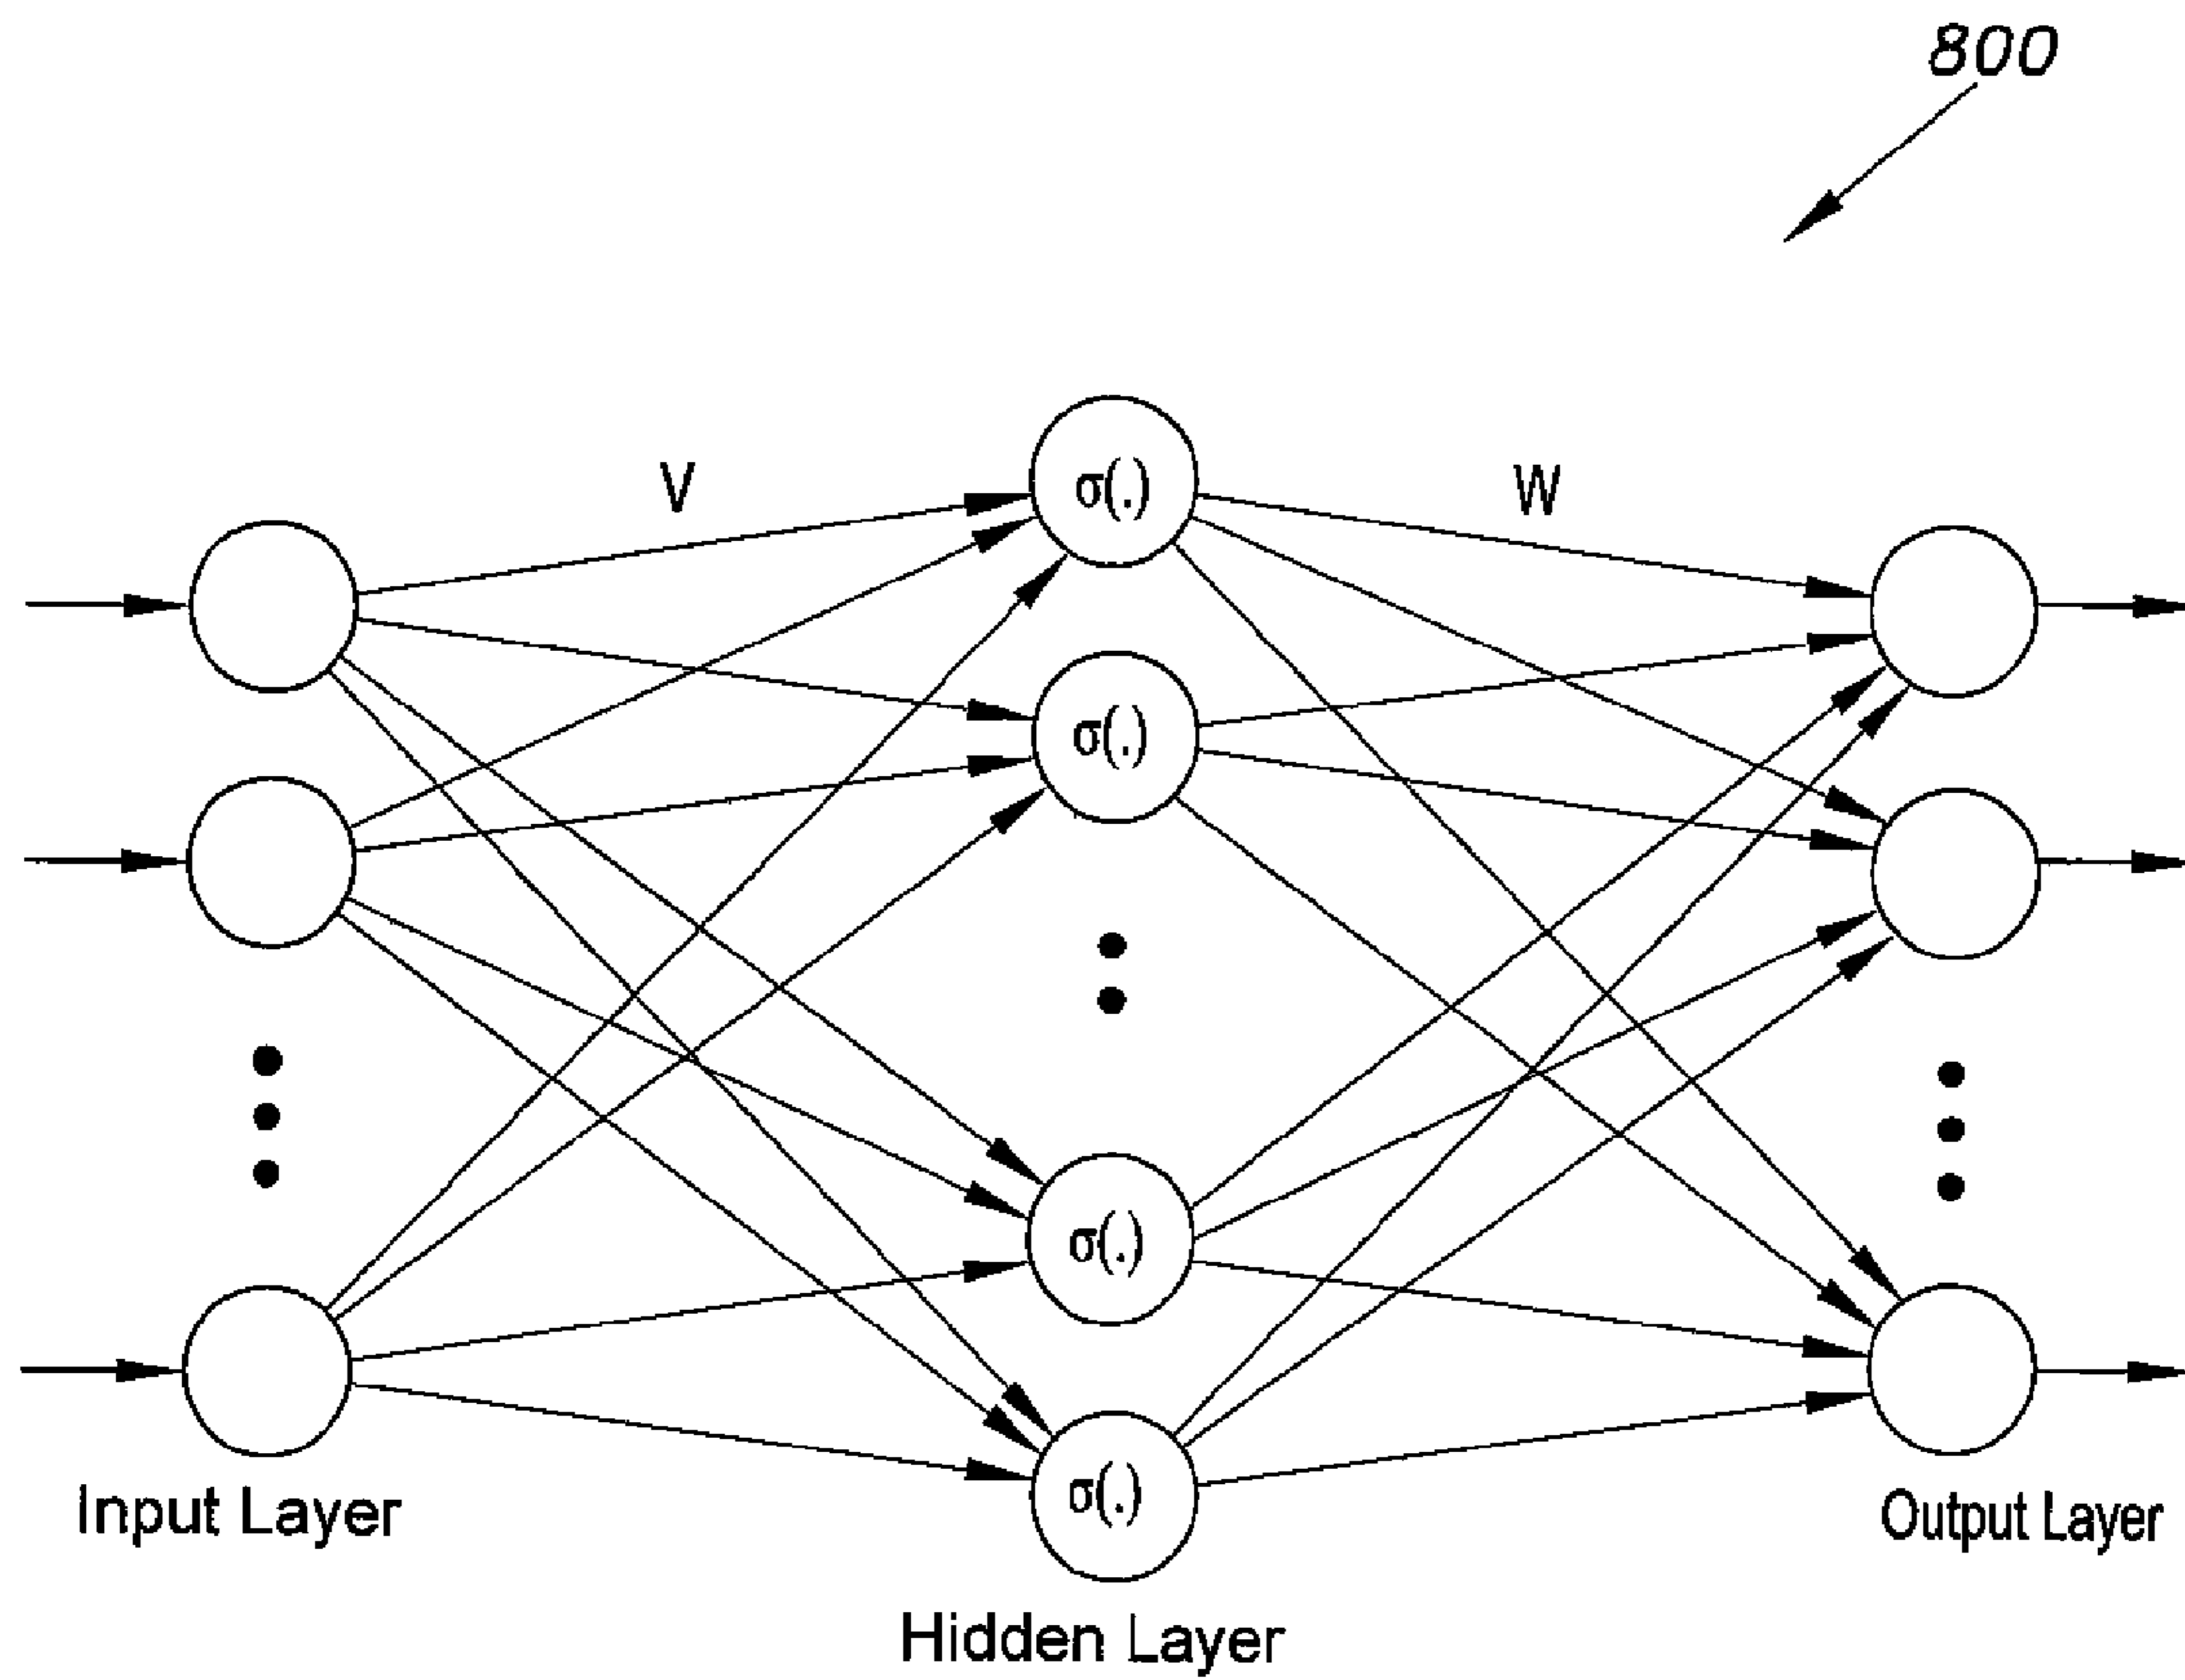 800
V
W
σ(.)
σ(.)
σ(.)
σ(.)
Input Layer
Output Layer
Hidden Layer